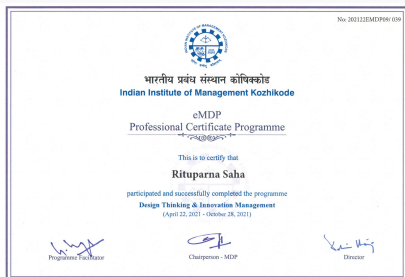 No: 202122EMDP09/ 039
भारतीय प्रबंध संस्थान कोषिक्कोड
Indian Institute of Management Kozhikode
eMDP
Professional Certificate Programme
This is to certify that
Rituparna Saha
participated and successfully completed the programme
Design Thinking & Innovation Management
(April 22, 2021 - October 28, 2021)
Programme Facilitator
Chairperson - MDP
Director